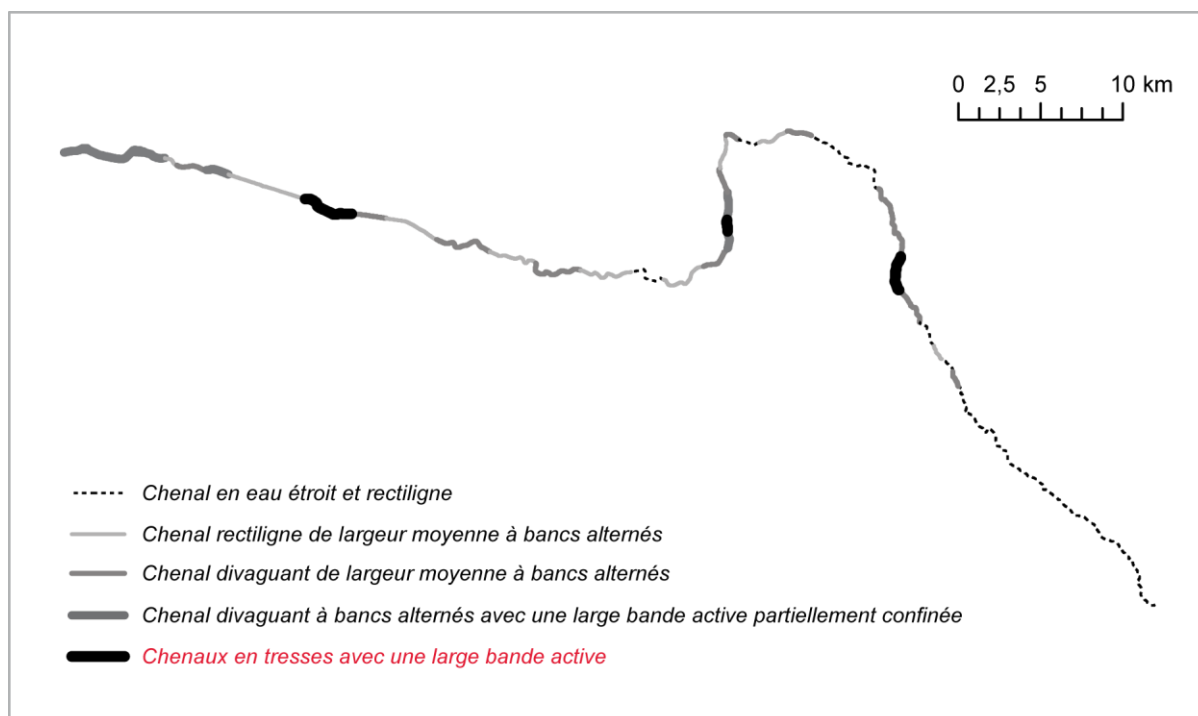 0 2,5 5 10 km
Chenal en eau étroit et rectiligne
Chenal rectiligne de largeur moyenne à bancs alternés
Chenal divaguant de largeur moyenne à bancs alternés
Chenal divaguant à bancs alternés avec une large bande active partiellement confinée
Chenaux en tresses avec une large bande active